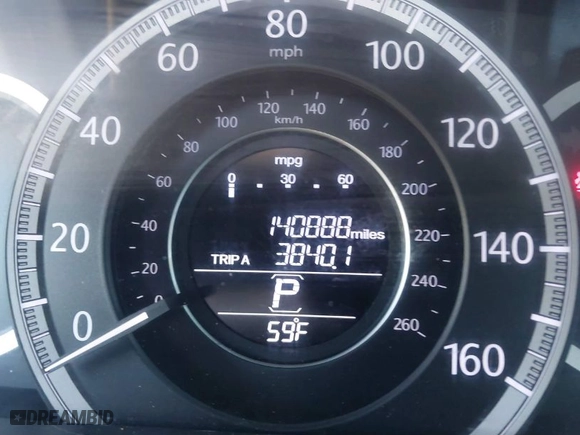 0 20 40 60 80 100 120 140 160
mph
0 20 40 60 80 100 120 140 160 180 200 220 240 260
km/h
mpg
0 30 60
140888 miles
TRIP A 3840.1
P
59°F
DREAMBID